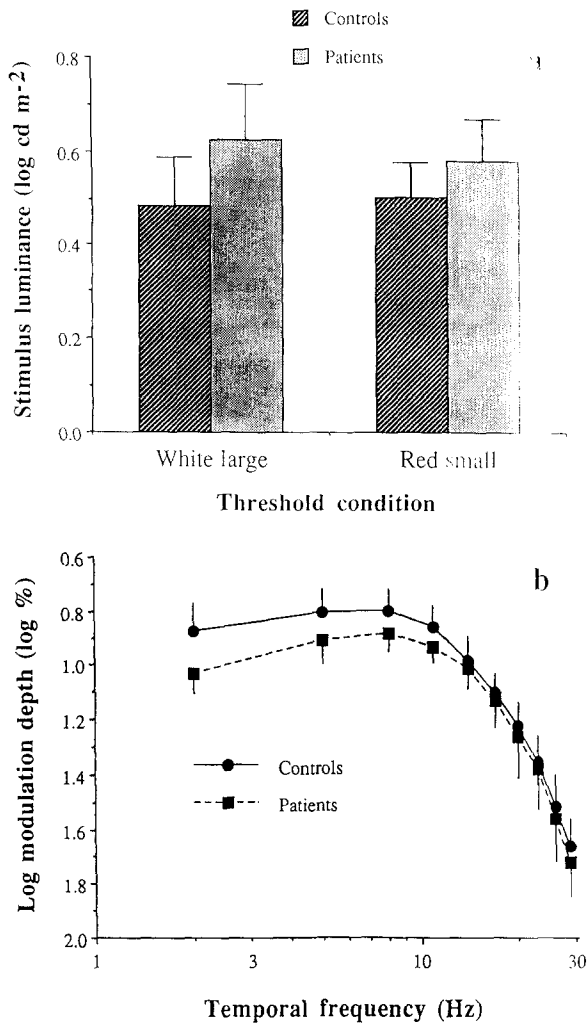 Controls
Patients
a
Stimulus luminance (log cd m-2)
0.8
0.6
0.4
0.2
0.0
White large
Red small
Threshold condition
b
Log modulation depth (log %)
0.6
0.8
1.0
1.2
1.4
1.6
1.8
2.0
Controls
Patients
1
3
10
30
Temporal frequency (Hz)